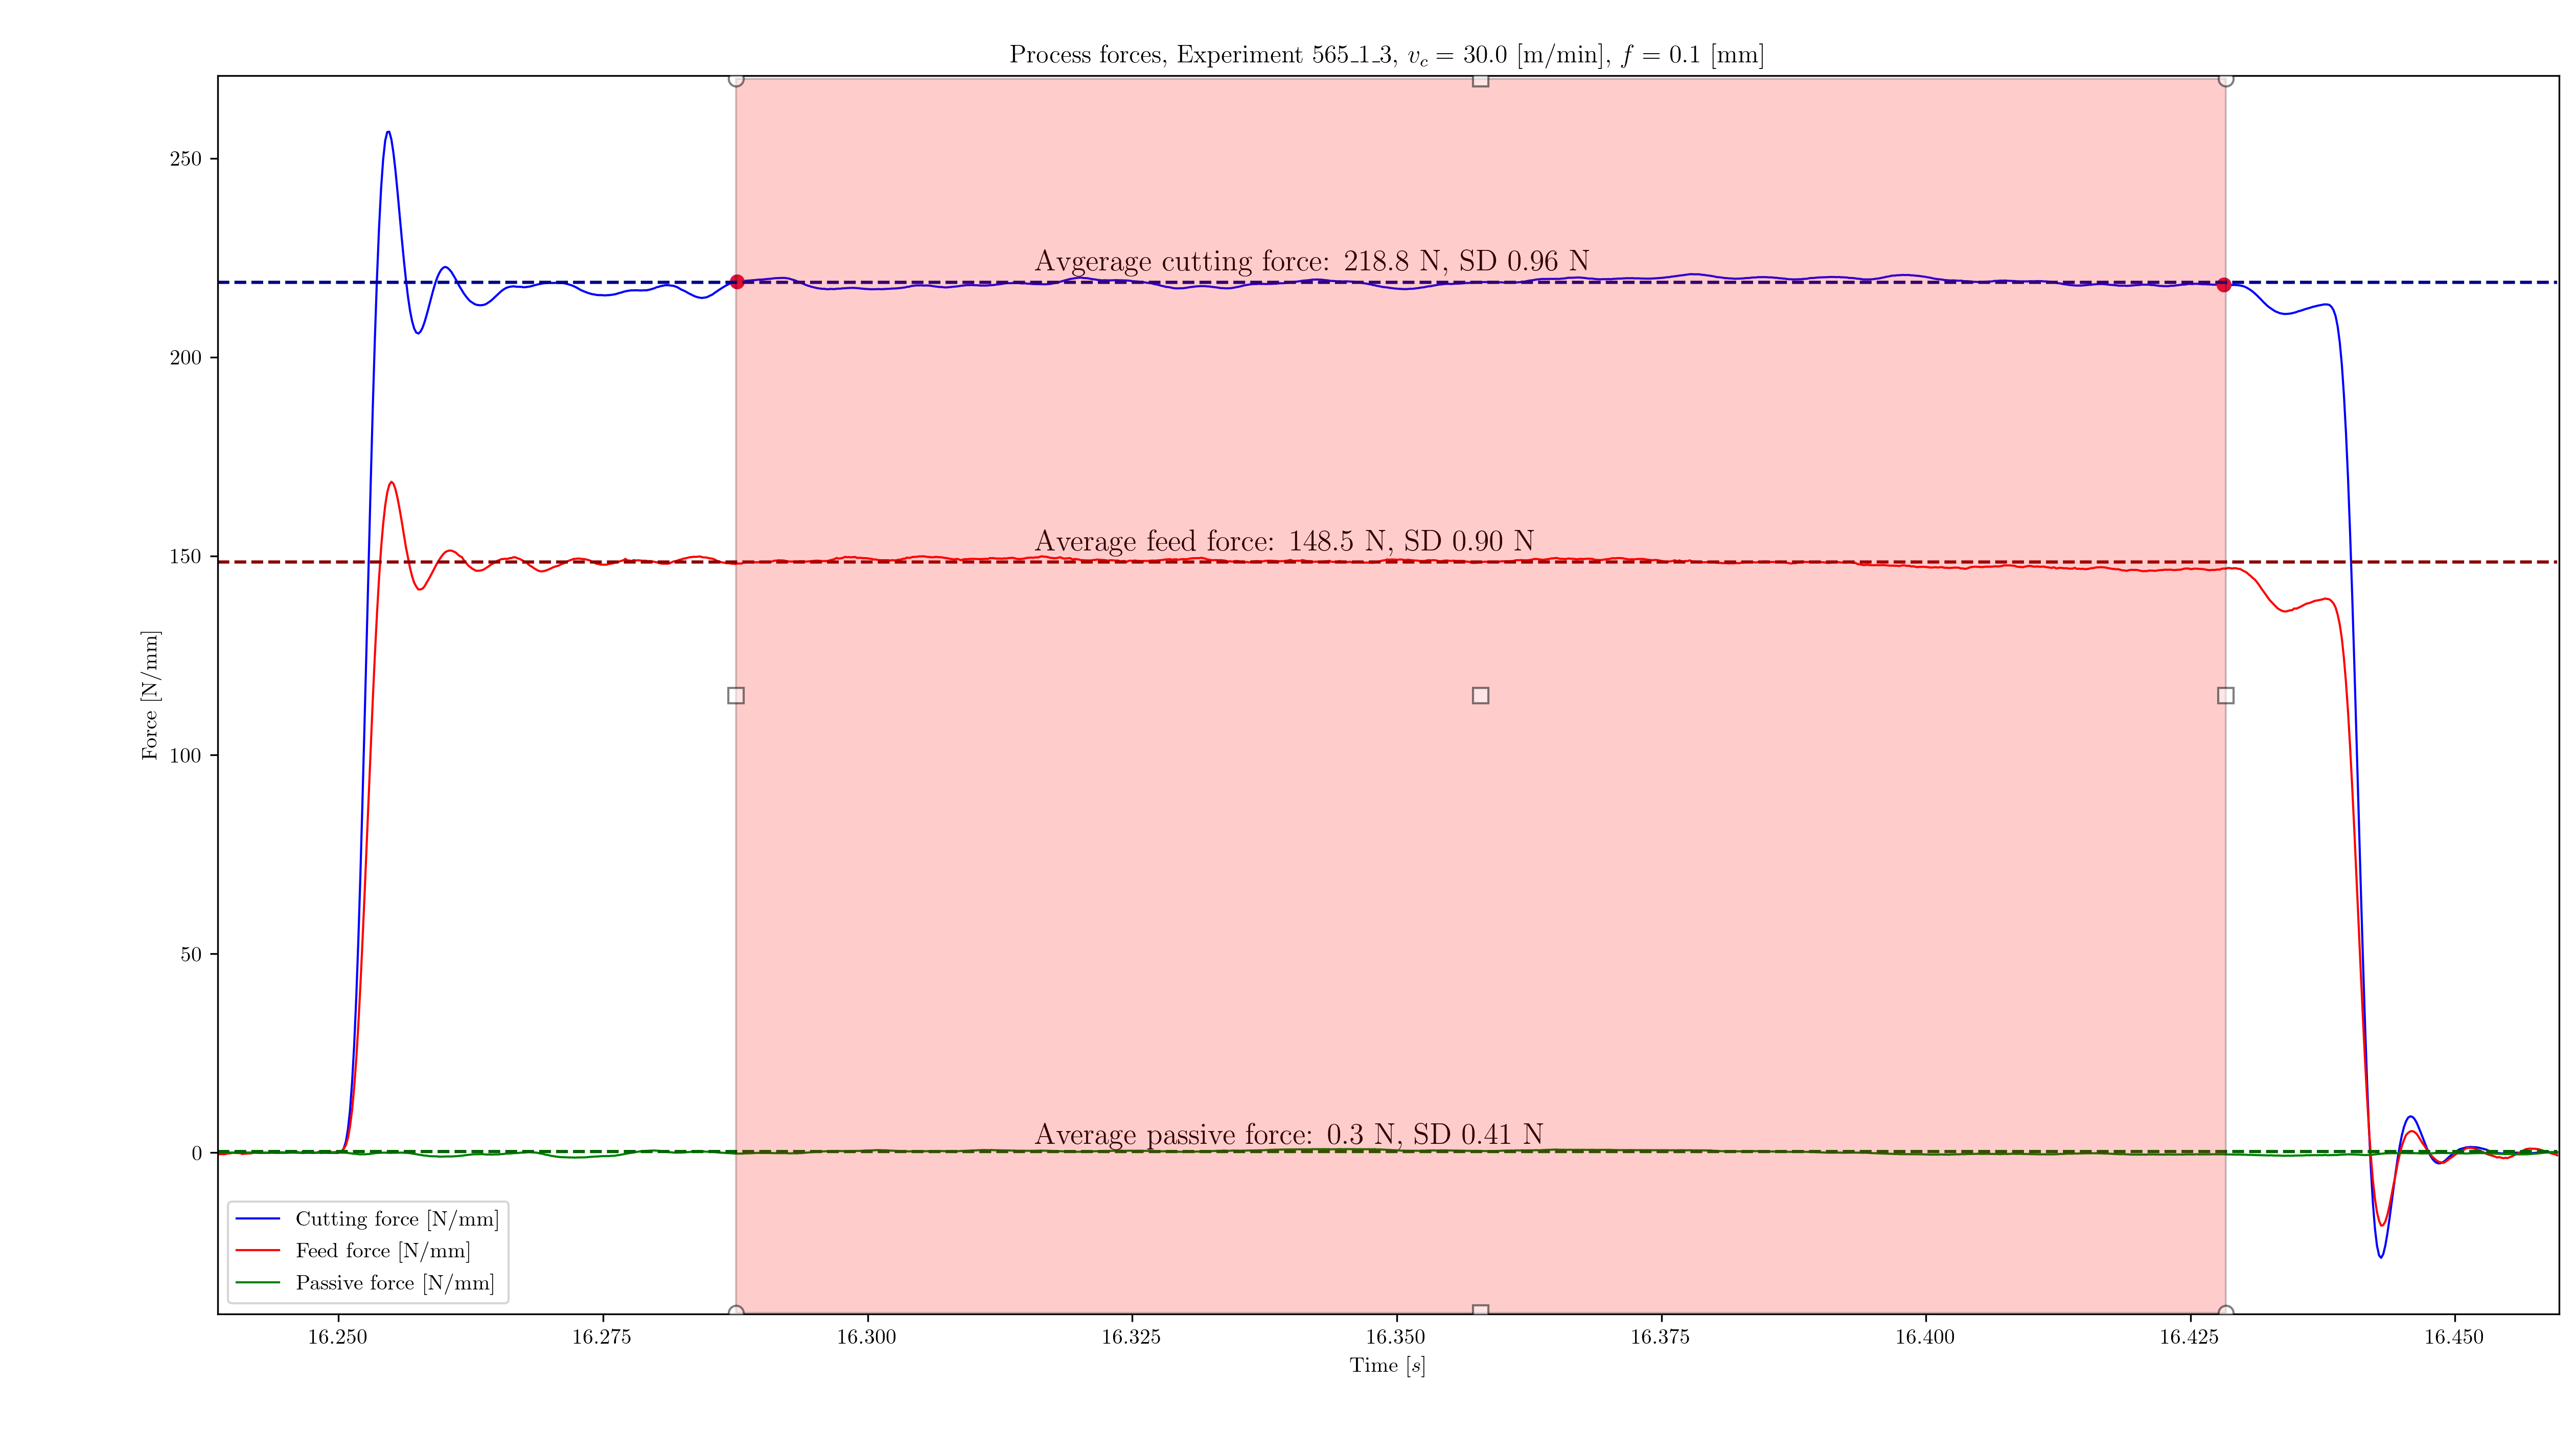 Process forces, Experiment 565_1_3, v_c = 30.0 [m/min], f = 0.1 [mm]
250
200
150
100
50
0
Force [N/mm]
Avgerage cutting force: 218.8 N, SD 0.96 N
Average feed force: 148.5 N, SD 0.90 N
Average passive force: 0.3 N, SD 0.41 N
Cutting force [N/mm]
Feed force [N/mm]
Passive force [N/mm]
16.250 16.275 16.300 16.325 16.350 16.375 16.400 16.425 16.450
Time [s]